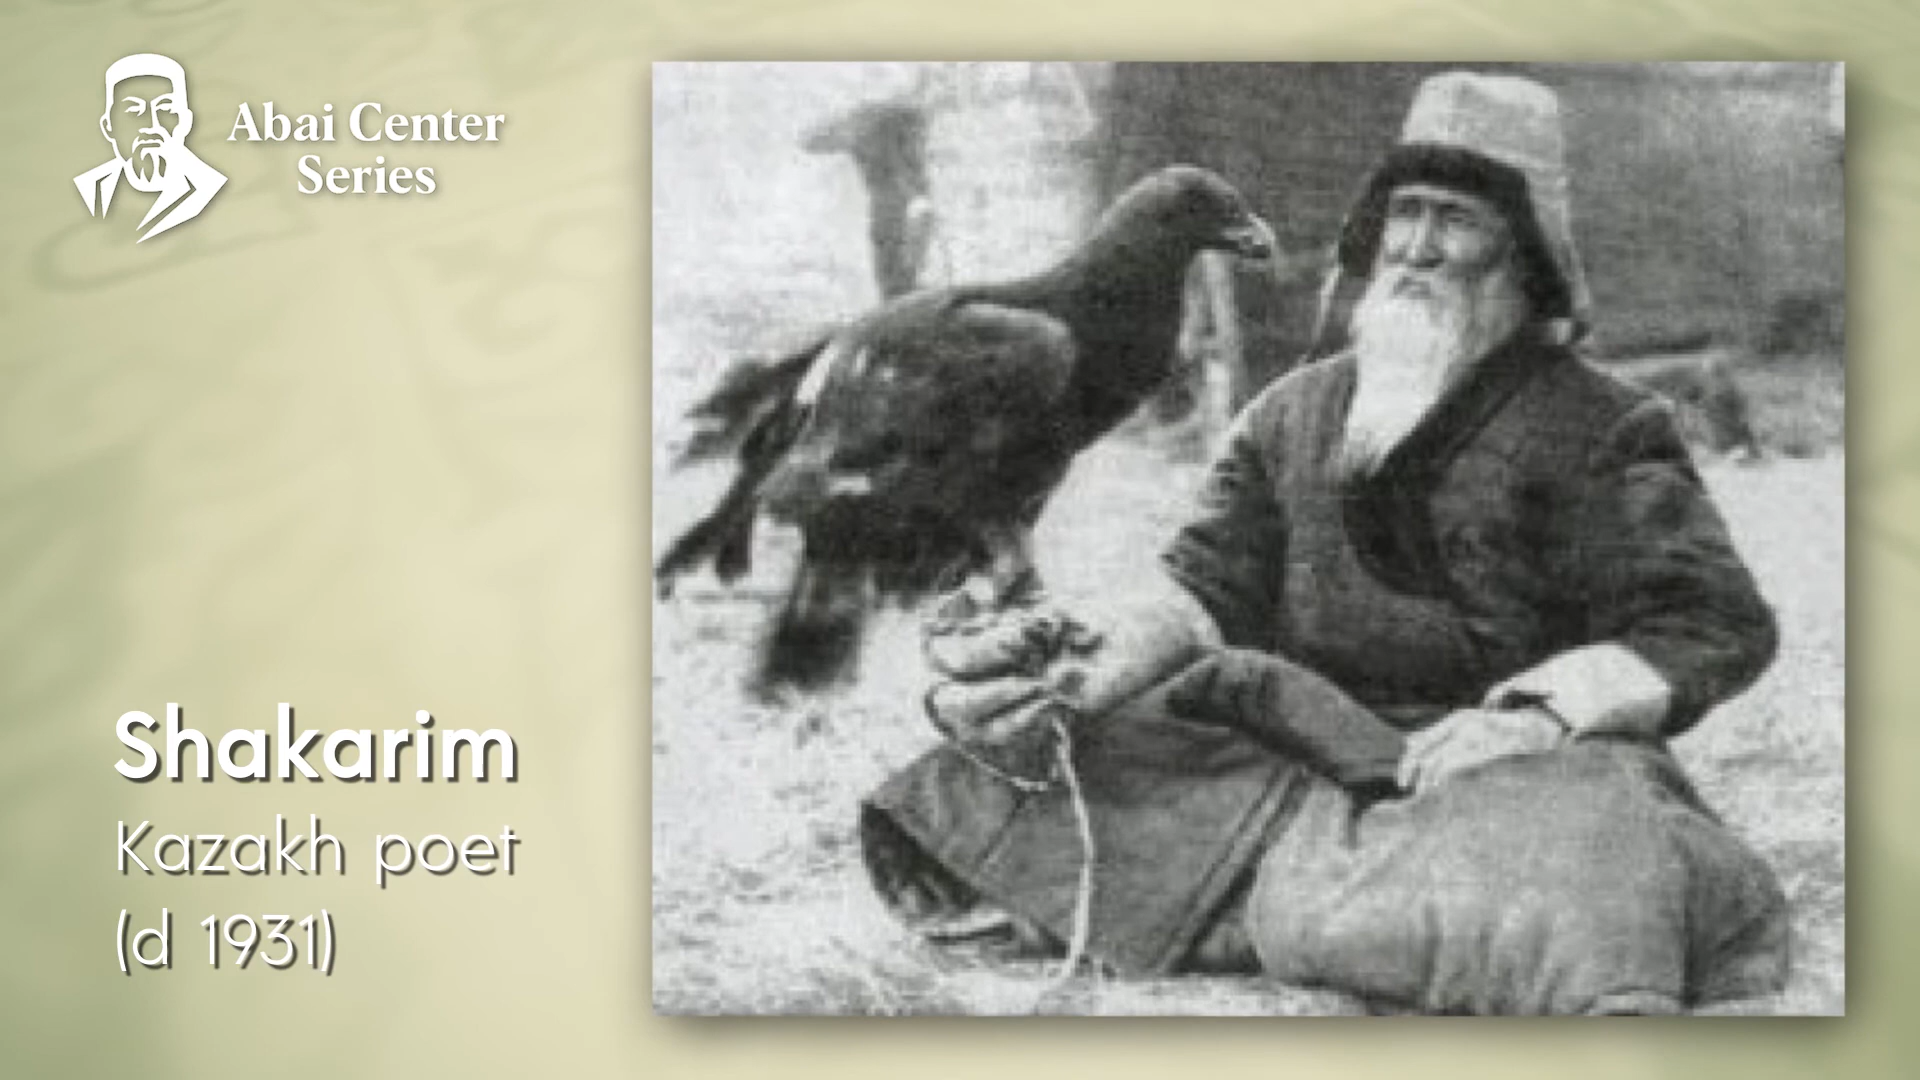 Abai Center
Series
Shakarim
Kazakh poet
(d 1931)